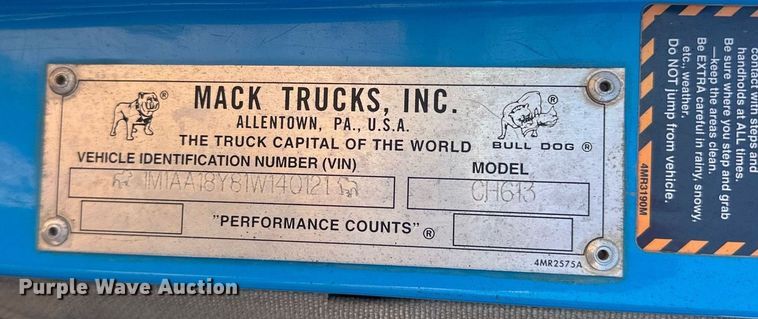 MACK TRUCKS, INC.
ALLENTOWN, PA., U.S.A.
THE TRUCK CAPITAL OF THE WORLD
BULL DOG ®
VEHICLE IDENTIFICATION NUMBER (VIN)
MODEL
1M1AA18Y81W140121
CH613
"PERFORMANCE COUNTS"®
4MR2575A
contact with steps and
handholds at ALL times.
Be sure where you step and grab
—keep the areas clean.
Be EXTRA careful in rainy, snowy,
etc., weather.
Do NOT jump from vehicle.
4MR3190M
Purple Wave Auction